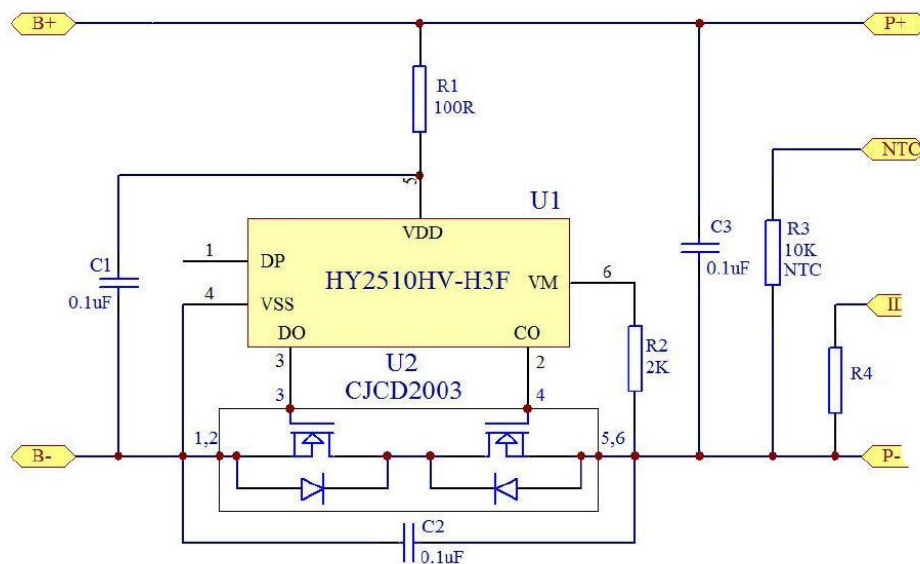 B+
P+
R1
100R
5
U1
NTC
VDD
C3
0.1uF
R3
10K
NTC
1
DP
HY2510HV-H3F
VM
6
C1
0.1uF
4
VSS
DO
CO
R2
2K
R4
3
U2
CJCD2003
2
3
4
1,2
5,6
B-
P-
C2
0.1uF